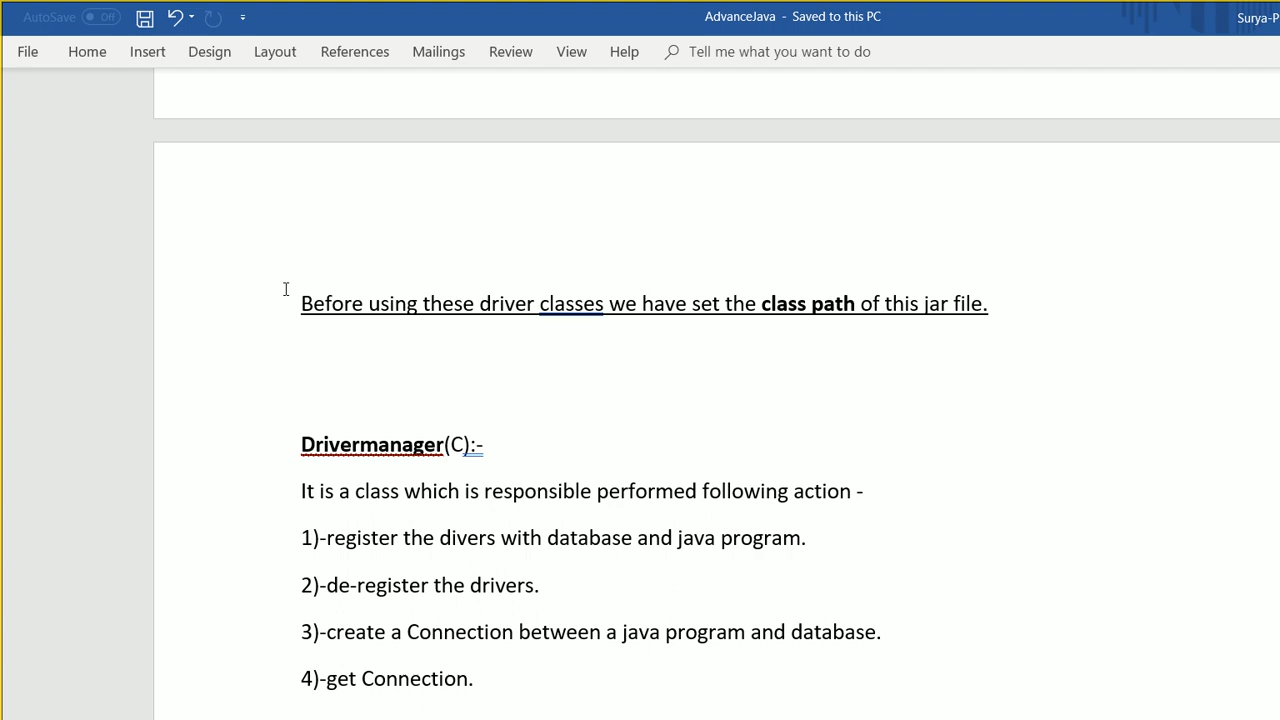 AutoSave Off AdvanceJava - Saved to this PC Surya-P
File Home Insert Design Layout References Mailings Review View Help Tell me what you want to do
Before using these driver classes we have set the class path of this jar file.
Drivermanager(C):-
It is a class which is responsible performed following action -
1)-register the divers with database and java program.
2)-de-register the drivers.
3)-create a Connection between a java program and database.
4)-get Connection.